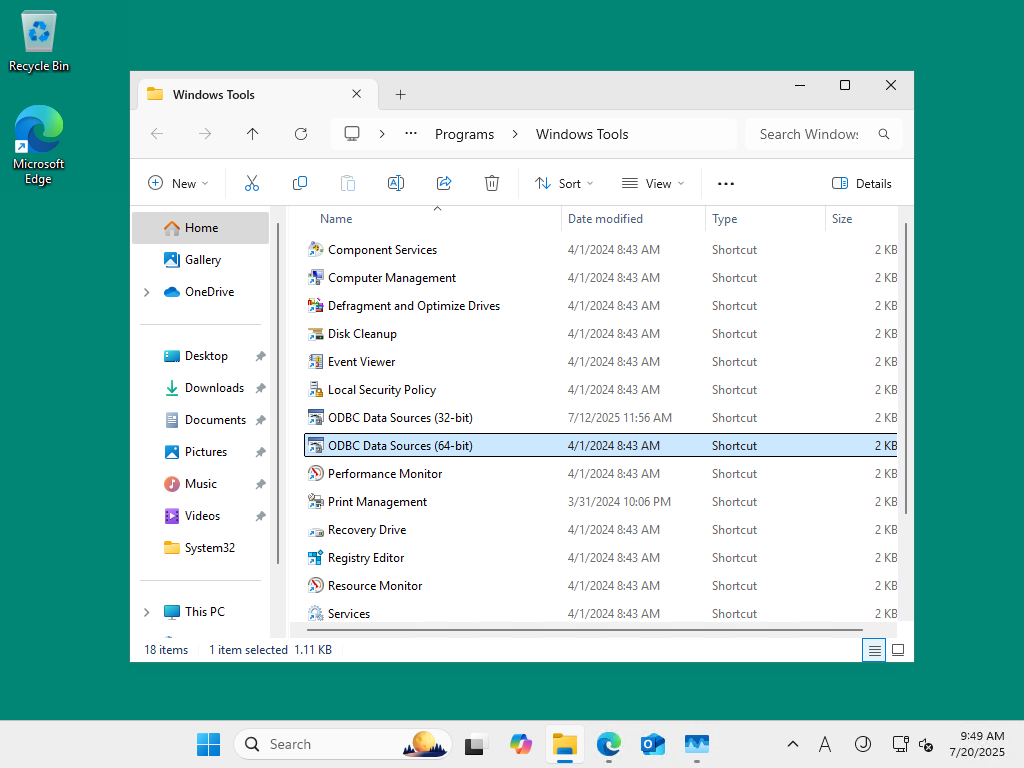 Recycle Bin
Microsoft
Edge
Windows Tools
Programs
Windows Tools
Search Windows
New
Sort
View
Details
Name
Date modified
Type
Size
Home
Gallery
OneDrive
Desktop
Downloads
Documents
Pictures
Music
Videos
System32
This PC
Component Services 4/1/2024 8:43 AM Shortcut 2 KB
Computer Management 4/1/2024 8:43 AM Shortcut 2 KB
Defragment and Optimize Drives 4/1/2024 8:43 AM Shortcut 2 KB
Disk Cleanup 4/1/2024 8:43 AM Shortcut 2 KB
Event Viewer 4/1/2024 8:43 AM Shortcut 2 KB
Local Security Policy 4/1/2024 8:43 AM Shortcut 2 KB
ODBC Data Sources (32-bit) 7/12/2025 11:56 AM Shortcut 2 KB
ODBC Data Sources (64-bit) 4/1/2024 8:43 AM Shortcut 2 KB
Performance Monitor 4/1/2024 8:43 AM Shortcut 2 KB
Print Management 3/31/2024 10:06 PM Shortcut 2 KB
Recovery Drive 4/1/2024 8:43 AM Shortcut 2 KB
Registry Editor 4/1/2024 8:43 AM Shortcut 2 KB
Resource Monitor 4/1/2024 8:43 AM Shortcut 2 KB
Services 4/1/2024 8:43 AM Shortcut 2 KB
18 items 1 item selected 1.11 KB
Search
A
9:49 AM
7/20/2025